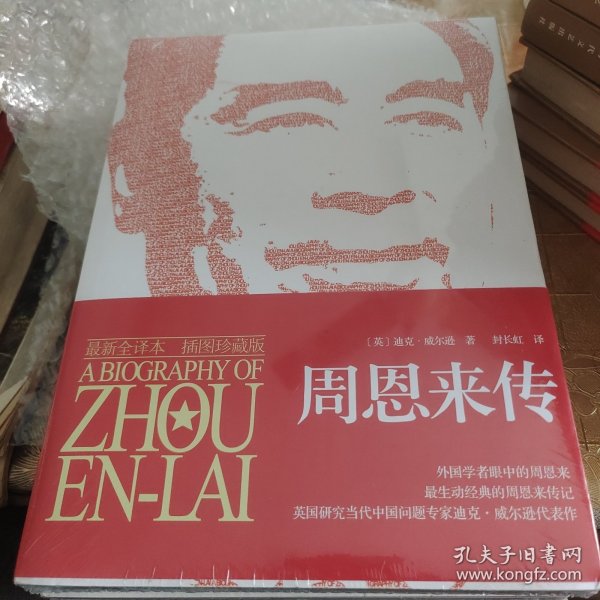 最新全译本 插图珍藏版
A BIOGRAPHY OF
ZHOU
EN-LAI
〔英〕迪克·威尔逊 著 封长虹 译
周恩来传
外国学者眼中的周恩来
最生动经典的周恩来传记
英国研究当代中国问题专家迪克·威尔逊代表作
孔夫子旧书网
www.kongfz.com